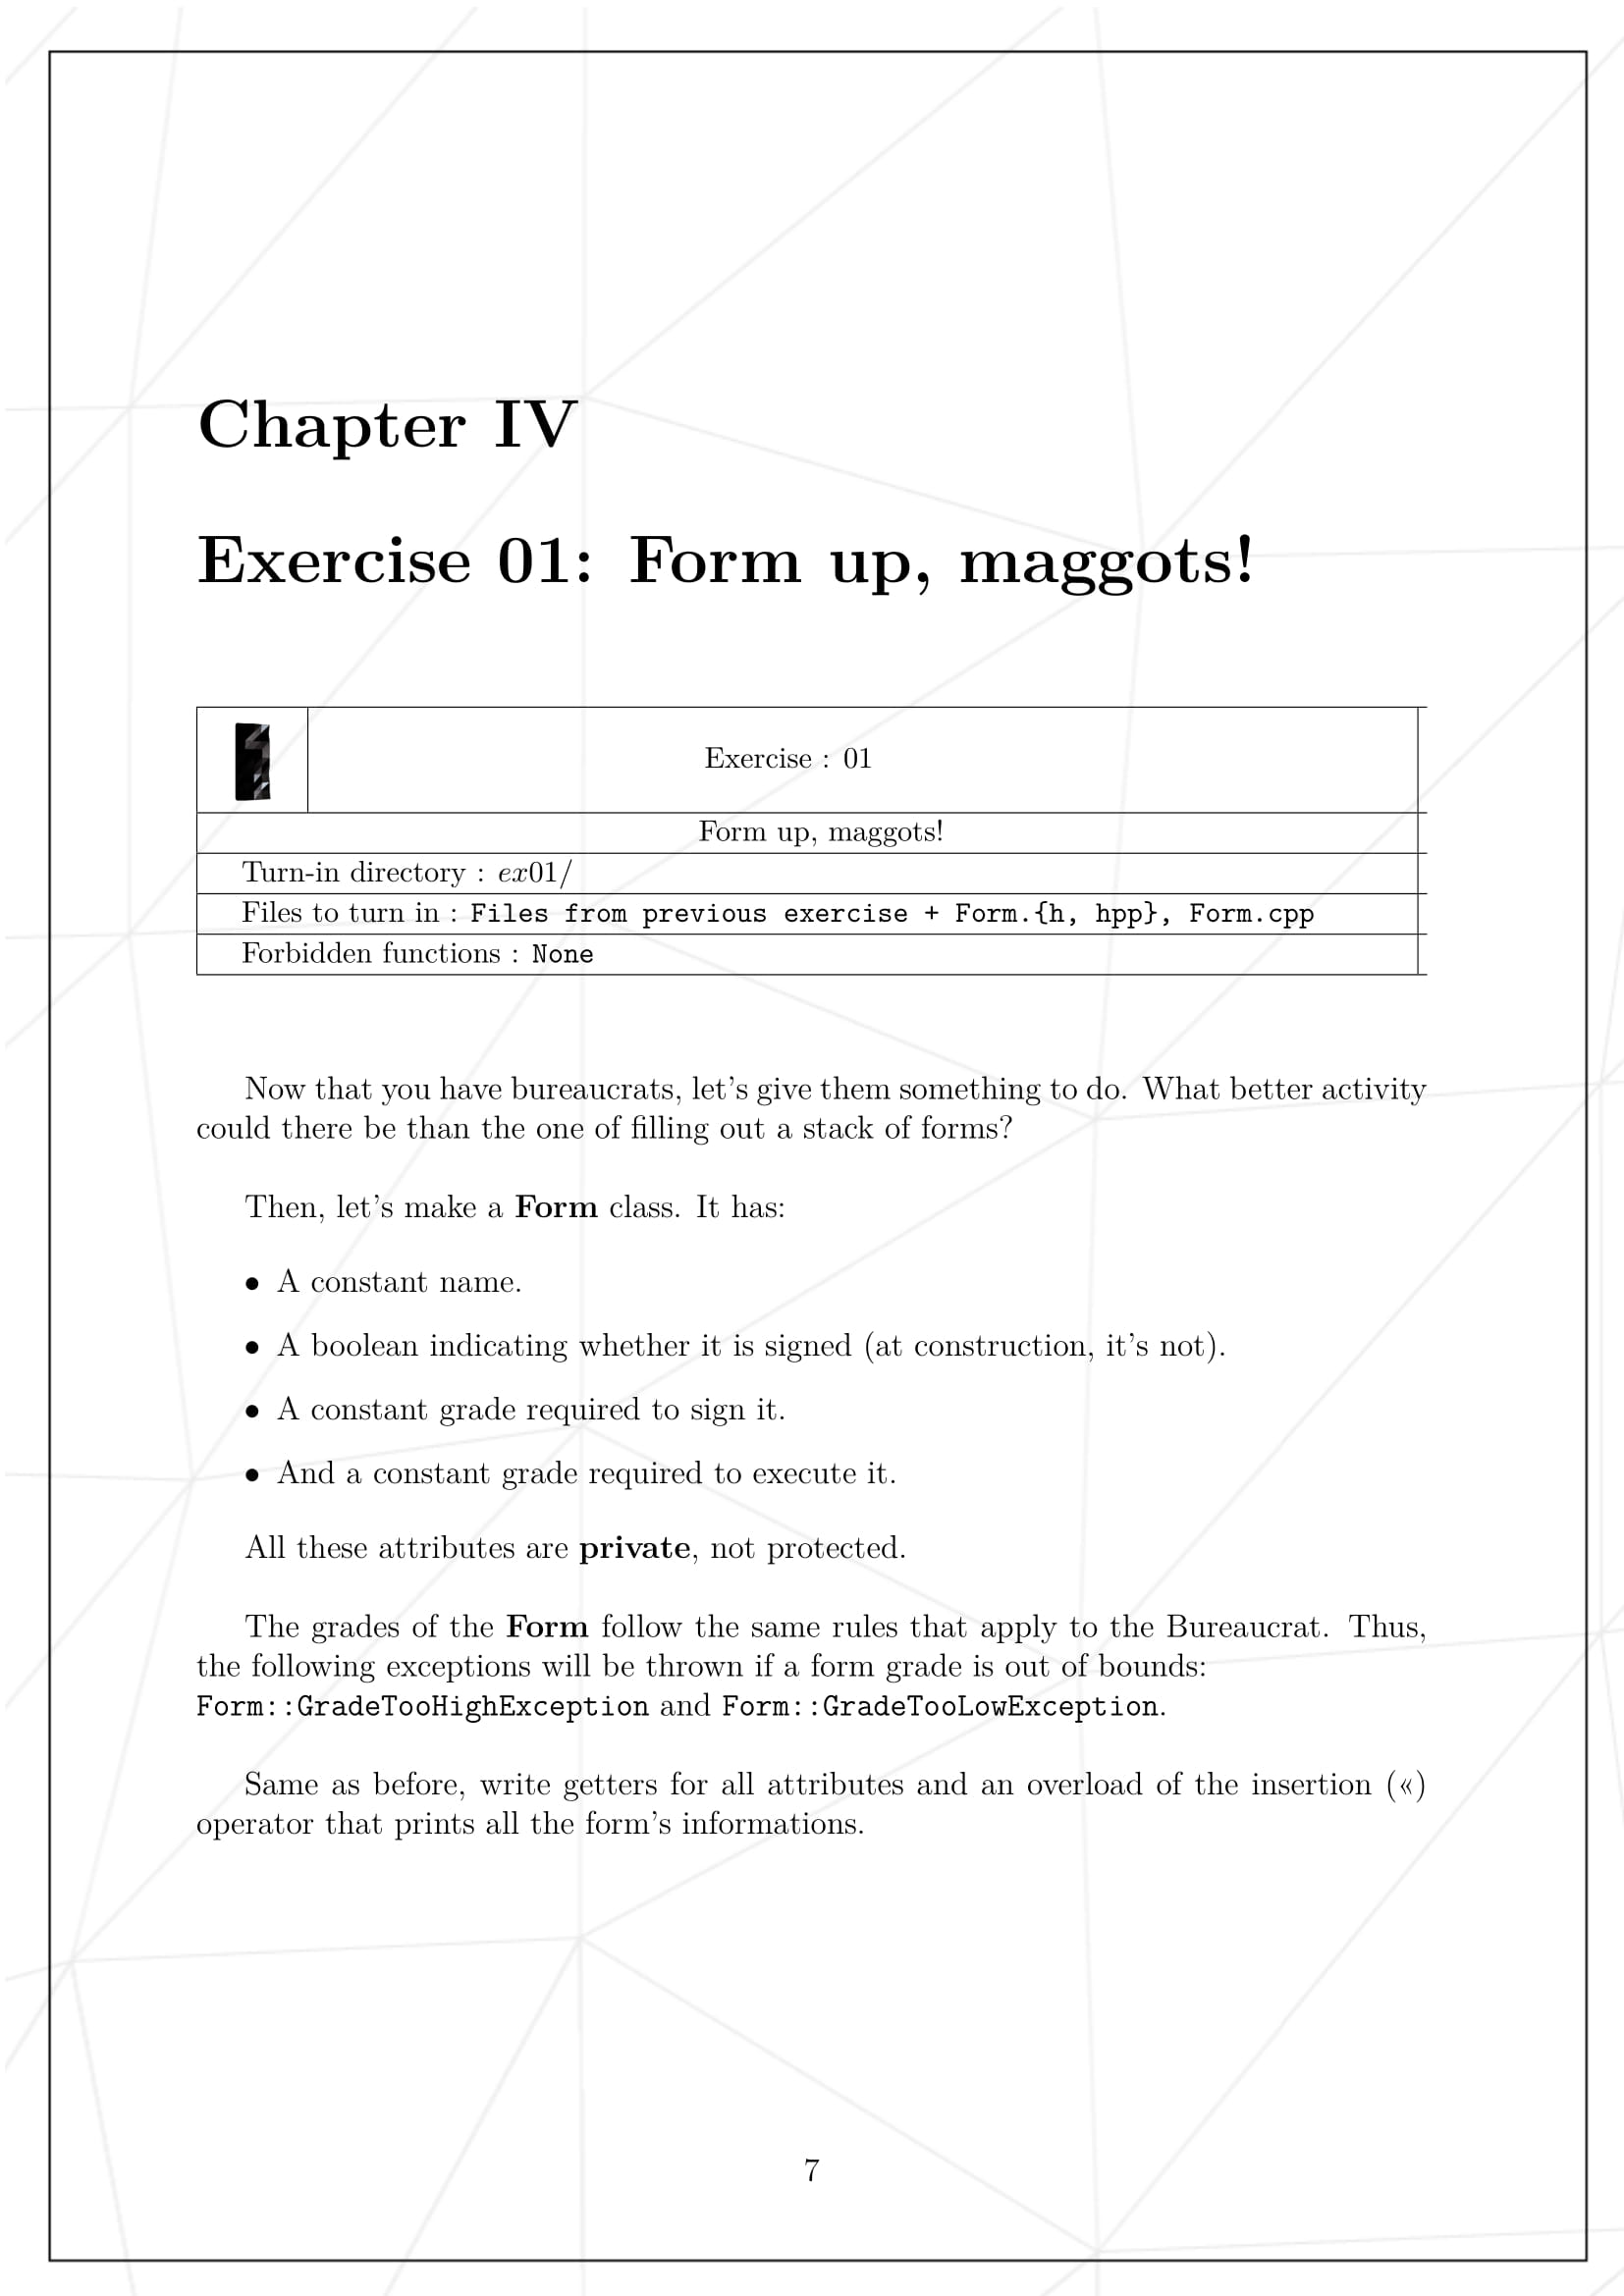 Chapter IV
Exercise 01: Form up, maggots!
Exercise : 01
Form up, maggots!
Turn-in directory : ex01/
Files to turn in : Files from previous exercise + Form.{h, hpp}, Form.cpp
Forbidden functions : None
Now that you have bureaucrats, let's give them something to do. What better activity
could there be than the one of filling out a stack of forms?
Then, let's make a Form class. It has:
• A constant name.
• A boolean indicating whether it is signed (at construction, it's not).
• A constant grade required to sign it.
• And a constant grade required to execute it.
All these attributes are private, not protected.
The grades of the Form follow the same rules that apply to the Bureaucrat. Thus,
the following exceptions will be thrown if a form grade is out of bounds:
Form::GradeTooHighException and Form::GradeTooLowException.
Same as before, write getters for all attributes and an overload of the insertion («)
operator that prints all the form's informations.
7